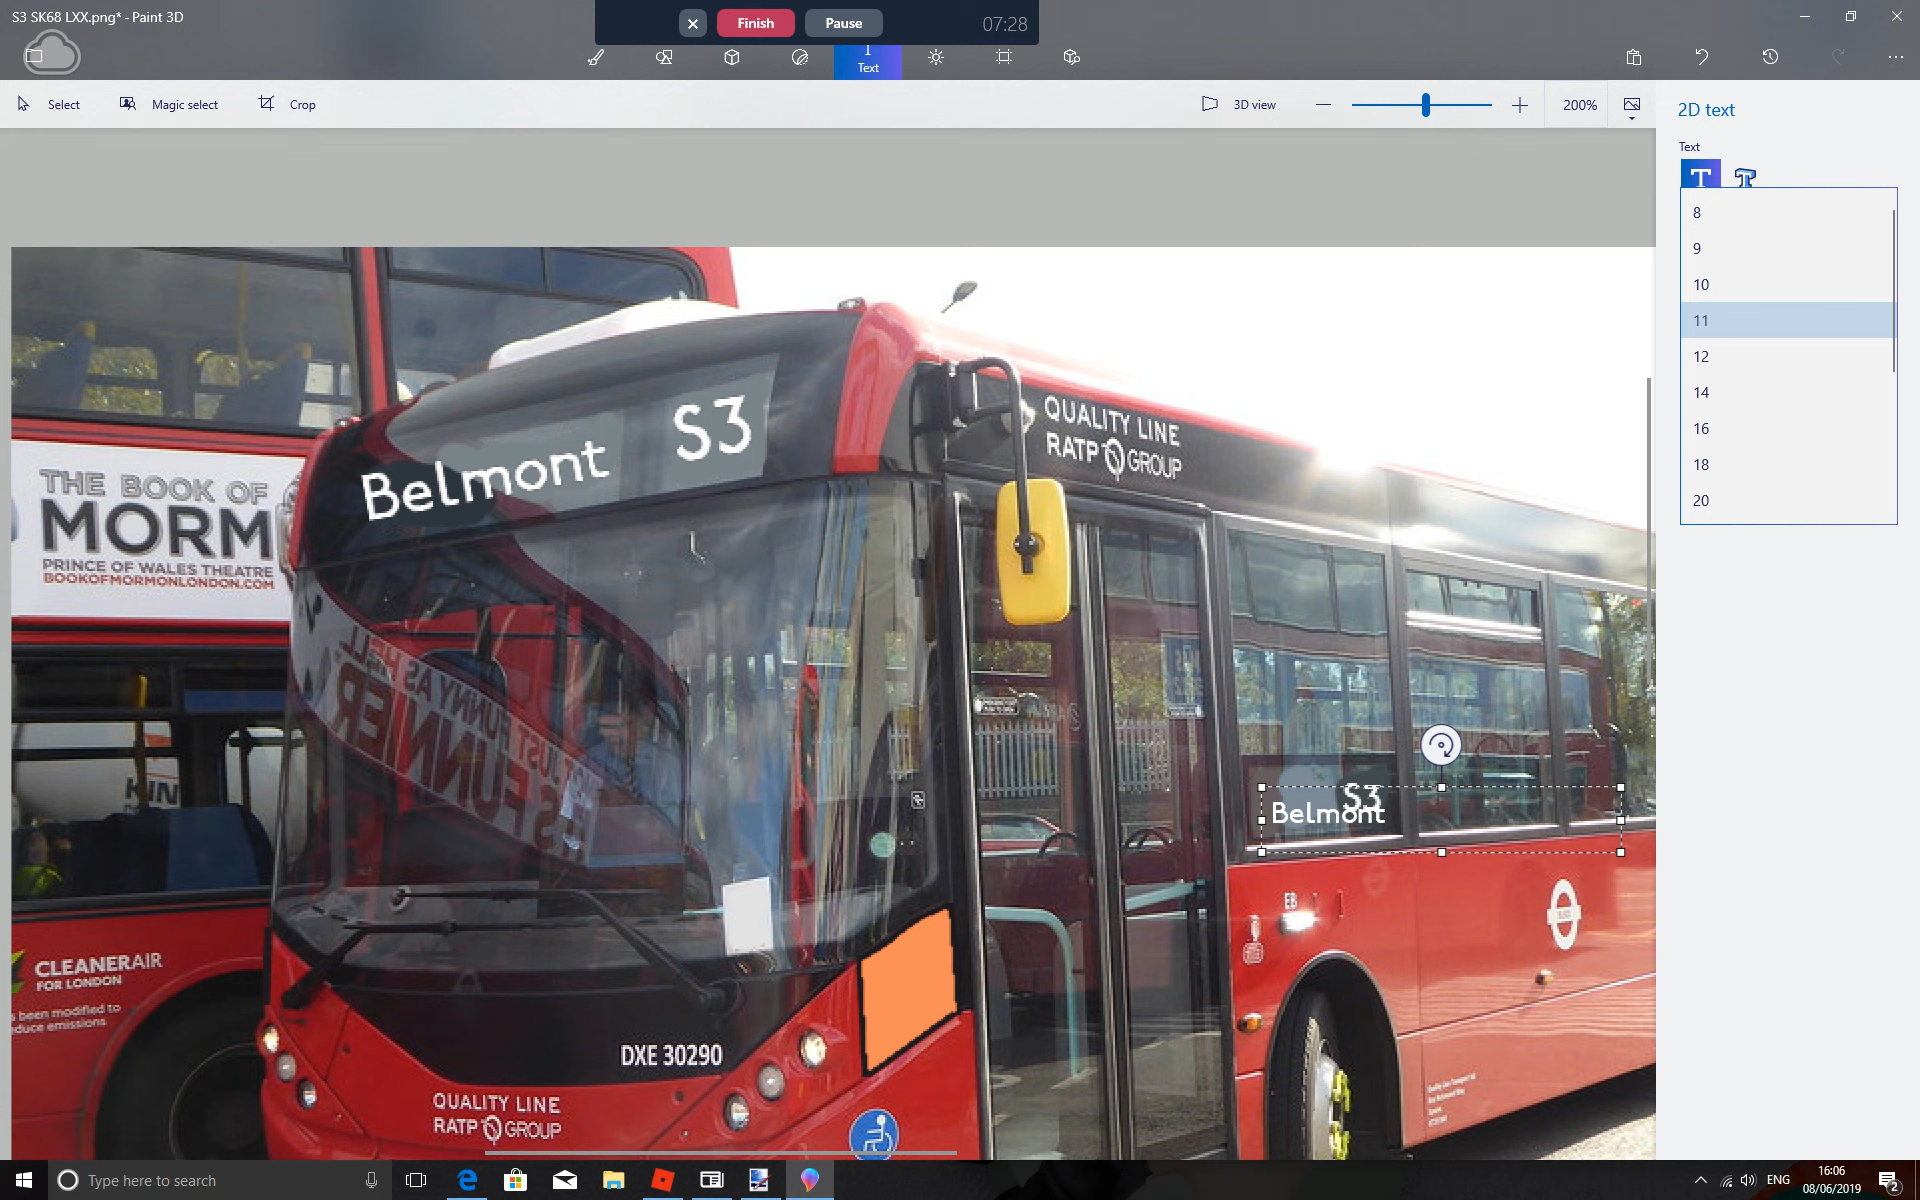 S3 SK68 LXX.png* - Paint 3D
Finish
Pause
07:28
Text
Select
Magic select
Crop
3D view
200%
2D text
Text
8
9
10
11
12
14
16
18
20
Belmont S3
QUALITY LINE
RATP GROUP
THE BOOK OF
MORM
PRINCE OF WALES THEATRE
BOOKOFMORMONLONDON.COM
KIN
S3
Belmont
EB
CLEANERAIR
FOR LONDON
been modified to
duce emissions
DXE 30290
QUALITY LINE
RATP GROUP
Type here to search
ENG
16:06
08/06/2019
2